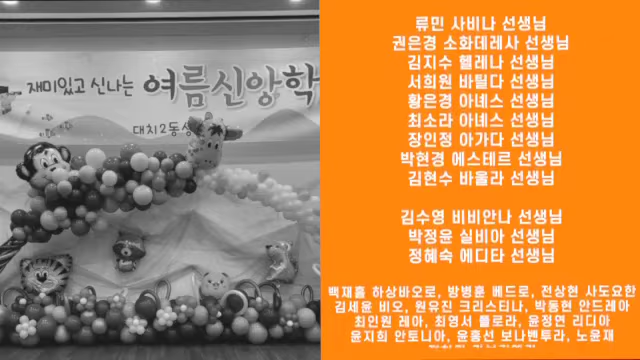 재미있고 신나는 여름신앙학
대치2동성
류민 사비나 선생님
권은경 소화데레사 선생님
김지수 헬레나 선생님
서희원 바틸다 선생님
황은경 아녜스 선생님
최소라 아녜스 선생님
장인정 아가다 선생님
박현경 에스테르 선생님
김현수 바울라 선생님
김수영 비비안나 선생님
박정윤 실비아 선생님
정혜숙 에디타 선생님
백재흠 하상바오로, 방병훈 베드로, 전상현 사도요한
김세윤 비오, 원유진 크리스티나, 박동현 안드레아
최인원 레아, 최영서 플로라, 윤정연 리디아
윤지희 안토니아, 윤홍선 보나벤투라, 노윤재